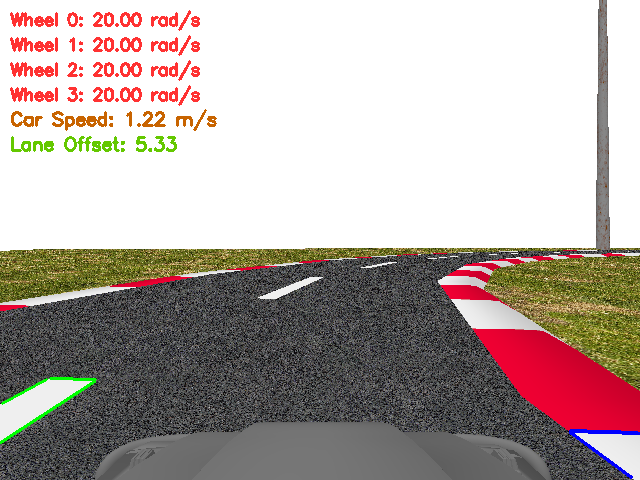 Wheel 0: 20.00 rad/s
Wheel 1: 20.00 rad/s
Wheel 2: 20.00 rad/s
Wheel 3: 20.00 rad/s
Car Speed: 1.22 m/s
Lane Offset: 5.33